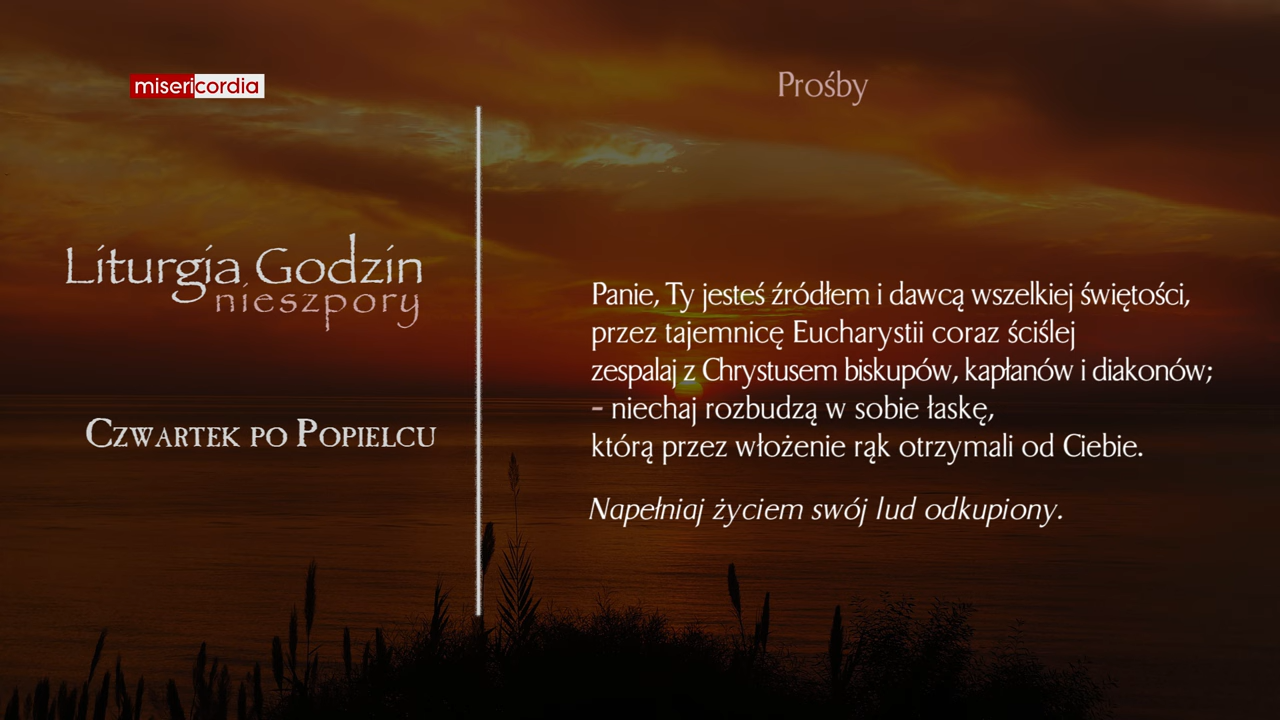 misericordia
Prośby
Liturgia Godzin
nieszpory
Czwartek po Popielcu
Panie, Ty jesteś źródłem i dawcą wszelkiej świętości,
przez tajemnicę Eucharystii coraz ściślej
zespalaj z Chrystusem biskupów, kapłanów i diakonów;
- niechaj rozbudzą w sobie łaskę,
którą przez włożenie rąk otrzymali od Ciebie.
Napełniaj życiem swój lud odkupiony.